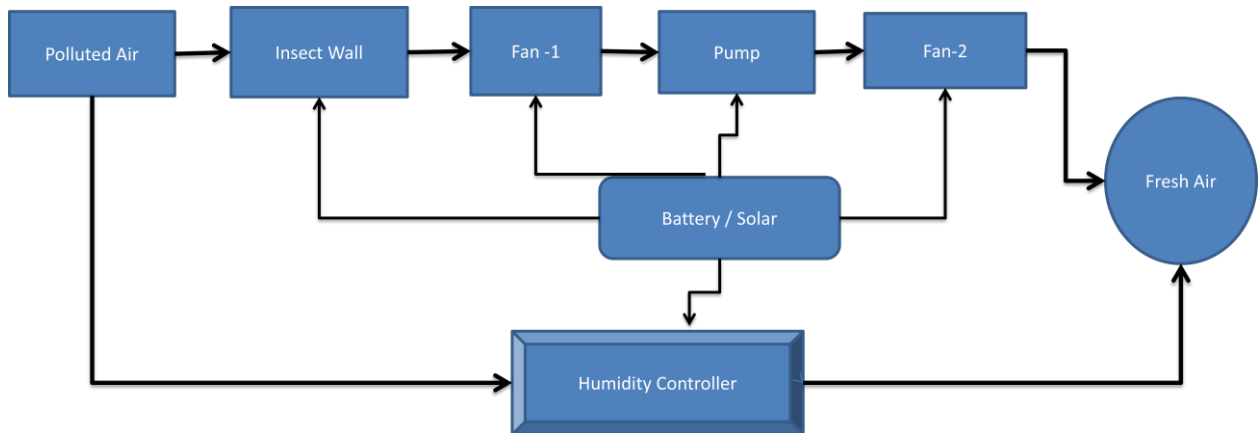 Polluted Air
Insect Wall
Fan -1
Pump
Fan-2
Fresh Air
Battery / Solar
Humidity Controller